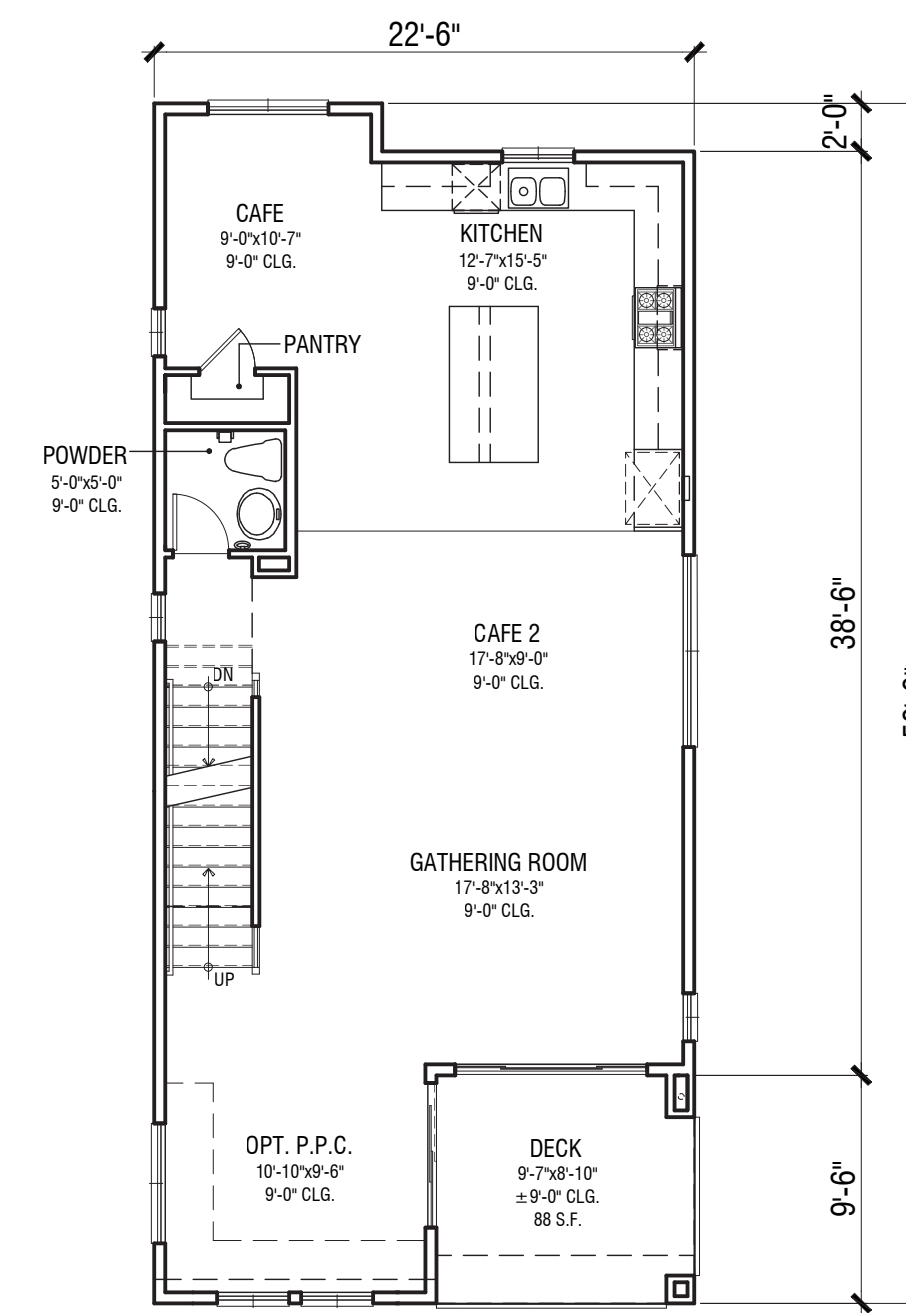 22'-6"
2'-0"
CAFE
9'-0"x10'-7"
9'-0" CLG.
KITCHEN
12'-7"x15'-5"
9'-0" CLG.
PANTRY
POWDER
5'-0"x5'-0"
9'-0" CLG.
38'-6"
CAFE 2
17'-8"x9'-0"
9'-0" CLG.
DN
GATHERING ROOM
17'-8"x13'-3"
9'-0" CLG.
UP
OPT. P.P.C.
10'-10"x9'-6"
9'-0" CLG.
DECK
9'-7"x8'-10"
±9'-0" CLG.
88 S.F.
9'-6"